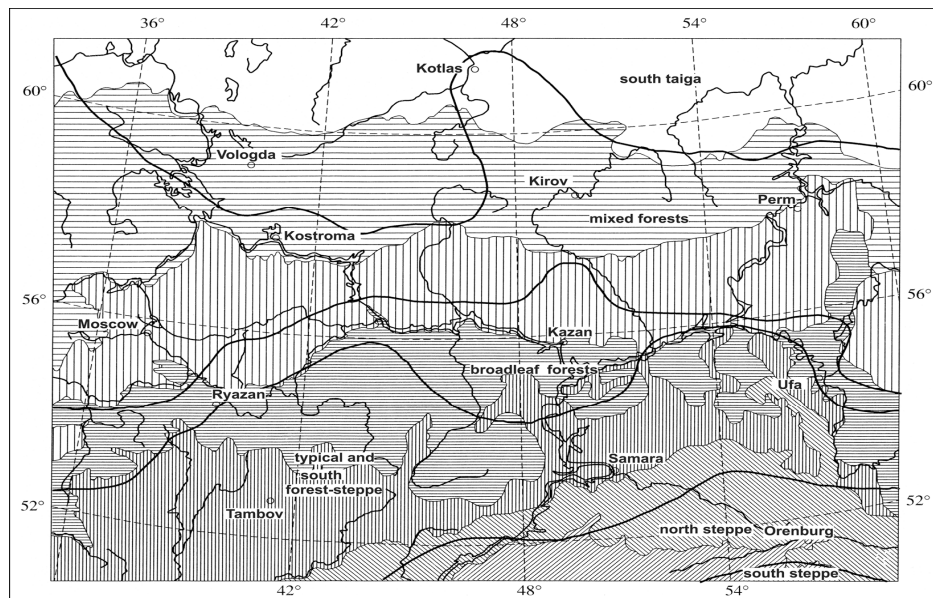 36°
42°
48°
54°
60°
Kotlas
south taiga
60°
60°
Vologda
Kirov
Perm
mixed forests
Kostroma
56°
56°
Moscow
Kazan
broadleaf forests
Ufa
Ryazan
typical and
south
forest-steppe
Samara
52°
52°
Tambov
north steppe
Orenburg
south steppe
42°
48°
54°